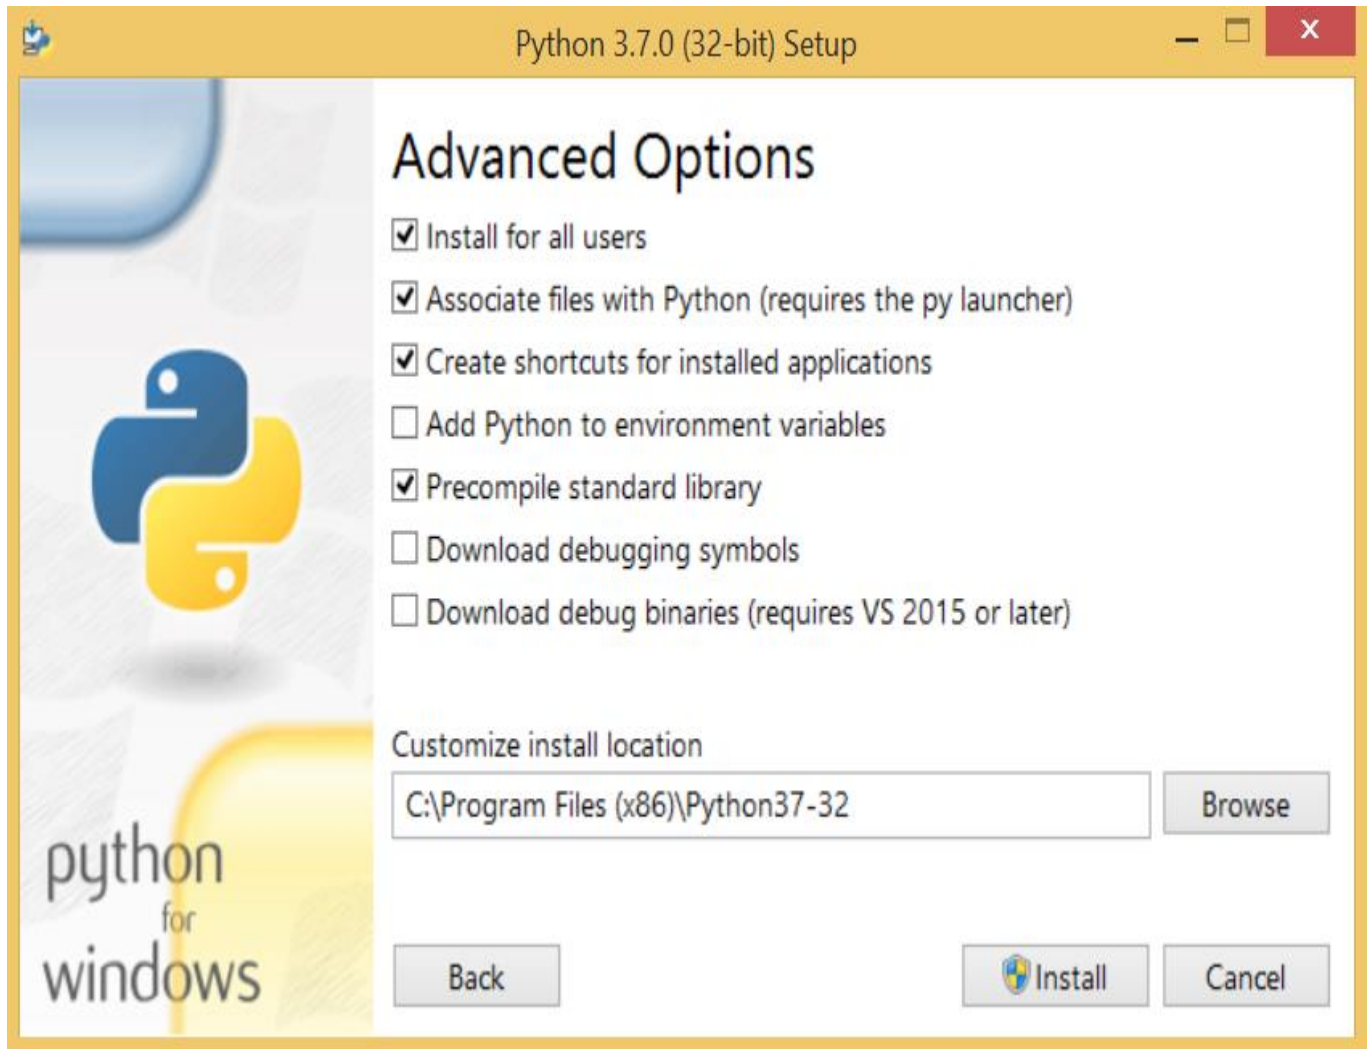 Python 3.7.0 (32-bit) Setup
Advanced Options
Install for all users
Associate files with Python (requires the py launcher)
Create shortcuts for installed applications
Add Python to environment variables
Precompile standard library
Download debugging symbols
Download debug binaries (requires VS 2015 or later)
Customize install location
C:\Program Files (x86)\Python37-32
Browse
python
for
windows
Back
Install
Cancel